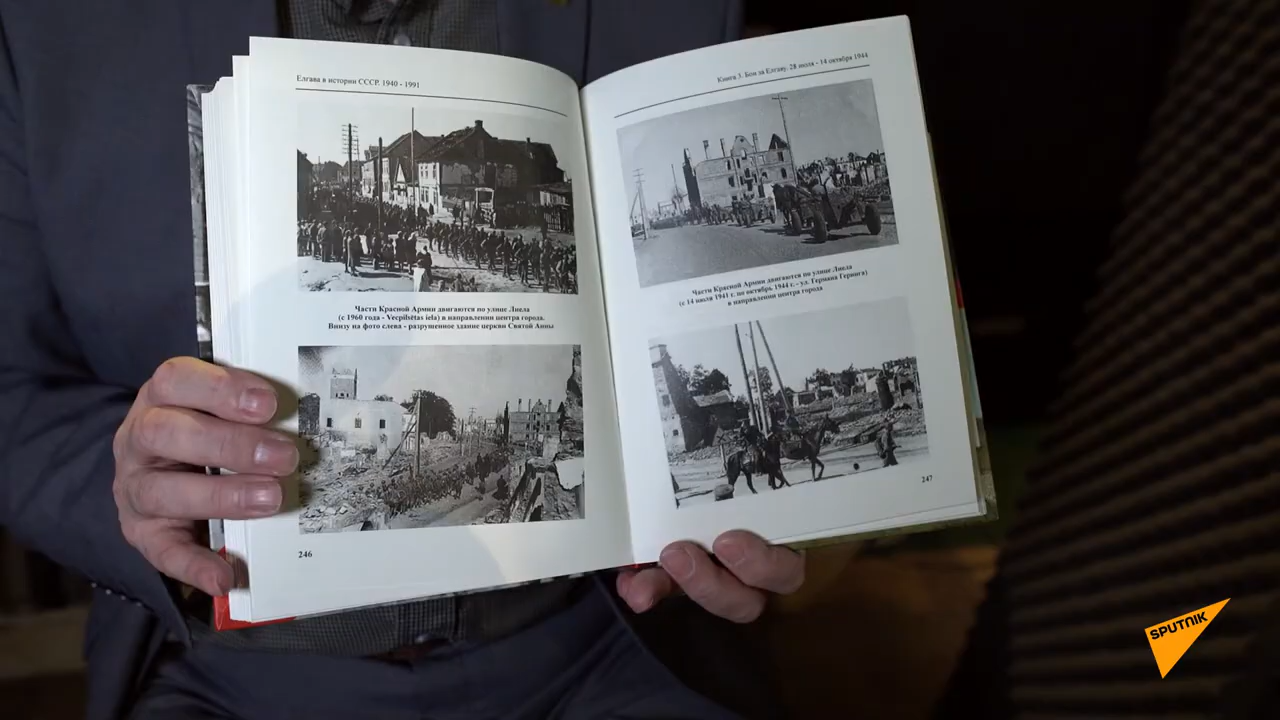 Елгава в истории СССР. 1940 - 1991
Части Красной Армии двигаются по улице Лиела
(с 1960 года - Vecpilsētas iela) в направлении центра города.
Внизу на фото слева - разрушенное здание церкви Святой Анны
246
Книга 3. Бои за Елгаву. 28 июля - 14 октября 1944
Части Красной Армии двигаются по улице Лиела
(с 14 июля 1941 г. по октябрь 1944 г. - ул. Германа Геринга)
в направлении центра города
247
SPUTNIK